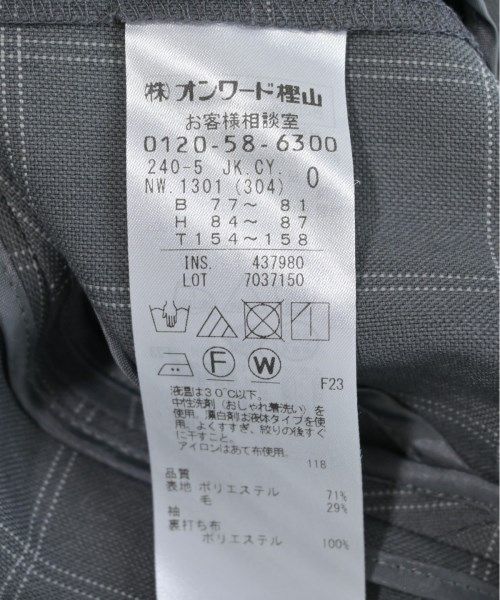 ㈱オンワード樫山
お客様相談室
0120-58-6300
240-5 JK.CY.
NW.1301 (304) 0
B 77～ 81
H 84～ 87
T154～158
INS. 437980
LOT 7037150
F W
F23
液温は30℃以下。
中性洗剤（おしゃれ着洗い）を
使用。漂白剤は液体タイプを使
用。よくすすぎ、絞りの後すぐ
に干すこと。
アイロンはあて布使用。
118
品質
表地 ポリエステル 71%
毛 29%
袖
裏打ち布
ポリエステル 100%